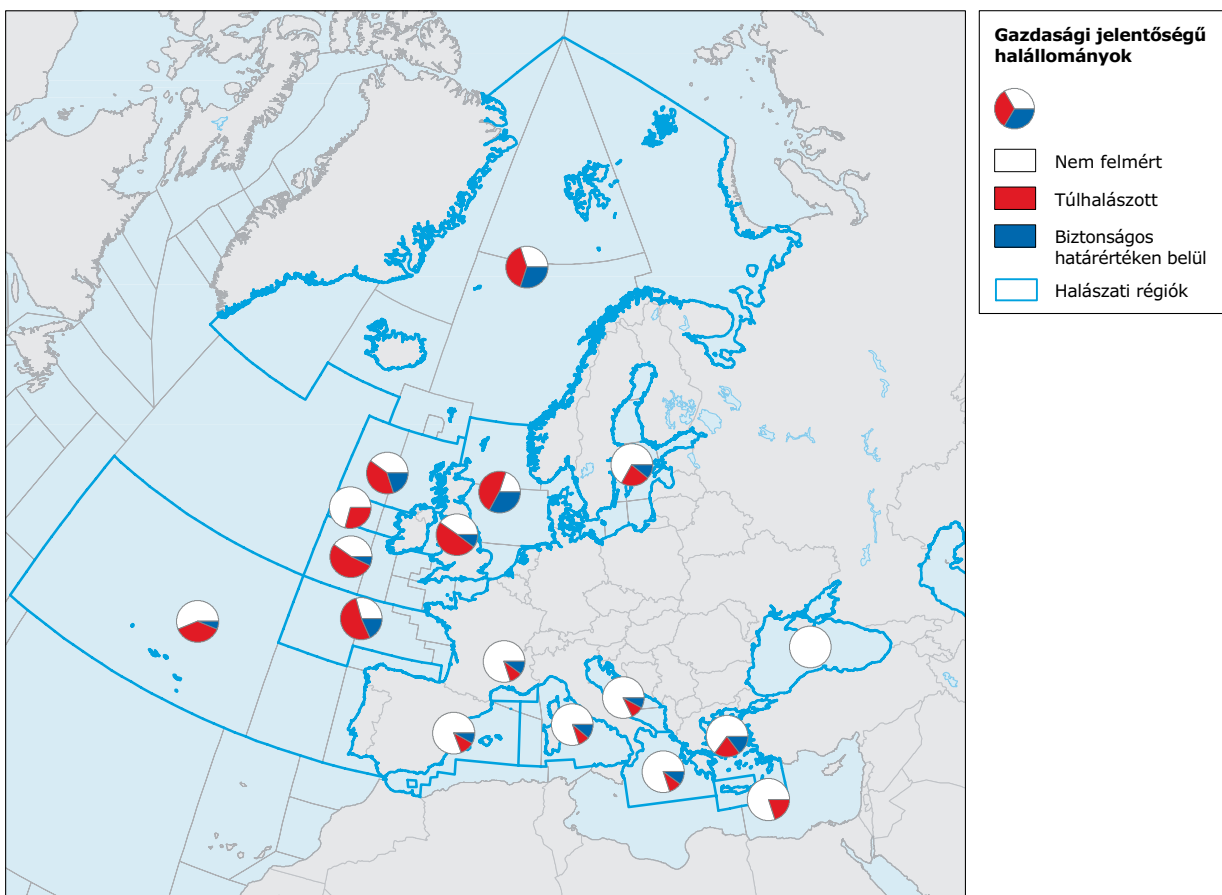 Gazdasági jelentőségű
halállományok
Nem felmért
Túlhalászott
Biztonságos
határértéken belül
Halászati régiók